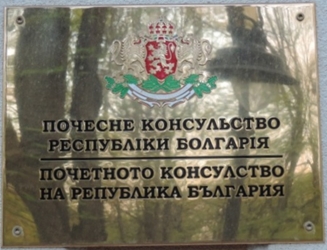 ПОЧЕСНЕ КОНСУЛЬСТВО
РЕСПУБЛІКИ БОЛГАРІЯ
ПОЧЕТНОТО КОНСУЛСТВО
НА РЕПУБЛИКА БЪЛГАРИЯ